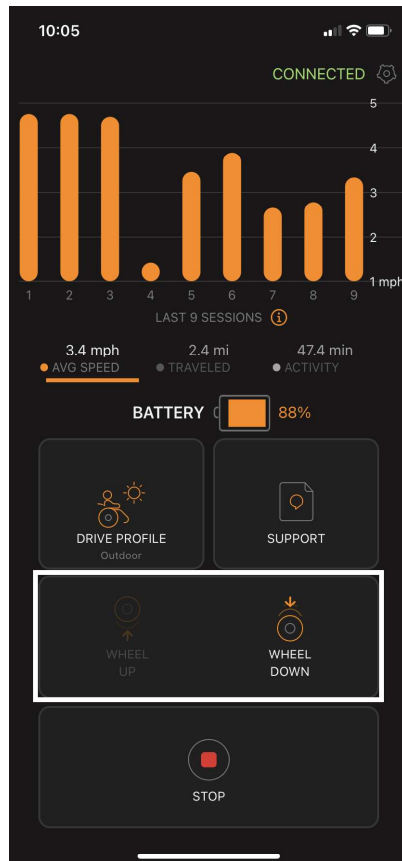 10:05
CONNECTED
5
4
3
2
1 mph
1 2 3 4 5 6 7 8 9
LAST 9 SESSIONS i
3.4 mph 2.4 mi 47.4 min
AVG SPEED TRAVELED ACTIVITY
BATTERY 88%
DRIVE PROFILE SUPPORT
Outdoor
WHEEL WHEEL
UP DOWN
STOP